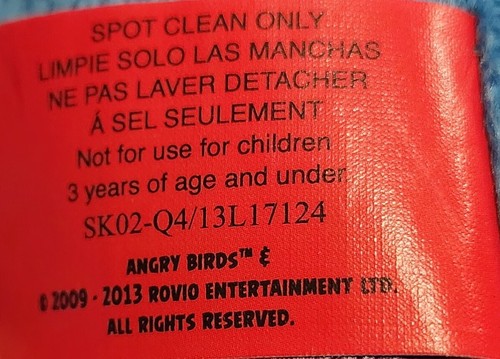 SPOT CLEAN ONLY
LIMPIE SOLO LAS MANCHAS
NE PAS LAVER DETACHER
Á SEL SEULEMENT
Not for use for children
3 years of age and under
SK02-Q4/13L17124
ANGRY BIRDS™ &
© 2009 - 2013 ROVIO ENTERTAINMENT LTD.
ALL RIGHTS RESERVED.